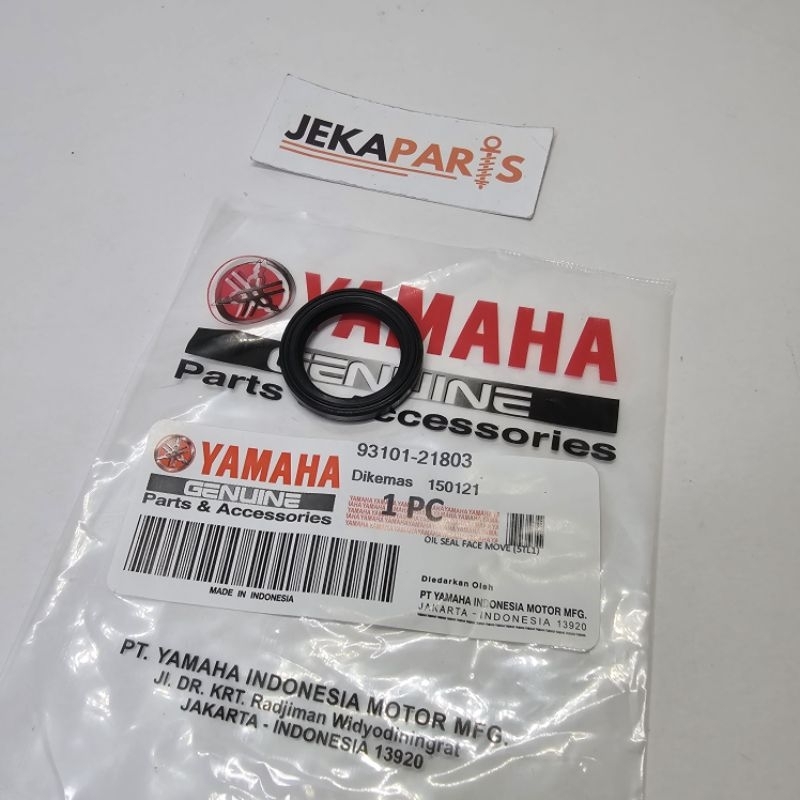 JEKAPARTS
YAMAHA
GENUINE
Parts & Accessories
YAMAHA
GENUINE
Parts & Accessories
93101-21803
Dikemas 150121
1 PC
OIL SEAL FACE MOVE (5TL1)
MADE IN INDONESIA
Diedarkan Oleh
PT YAMAHA INDONESIA MOTOR MFG.
JAKARTA - INDONESIA 13920
PT. YAMAHA INDONESIA MOTOR MFG.
Jl. DR. KRT. Radjiman Widyodiningrat
JAKARTA - INDONESIA 13920